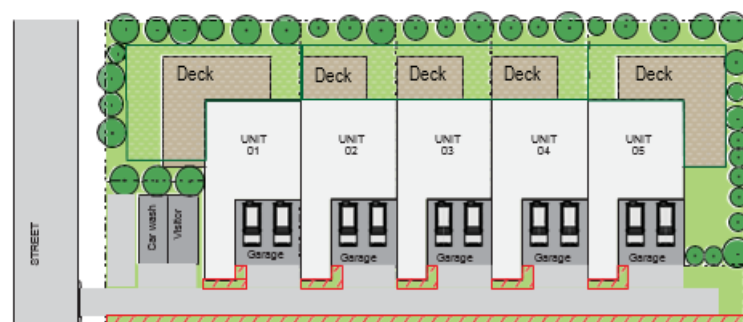 Deck
Deck
Deck
Deck
Deck
UNIT
01
UNIT
02
UNIT
03
UNIT
04
UNIT
05
STREET
Car wash
Visitor
Garage
Garage
Garage
Garage
Garage